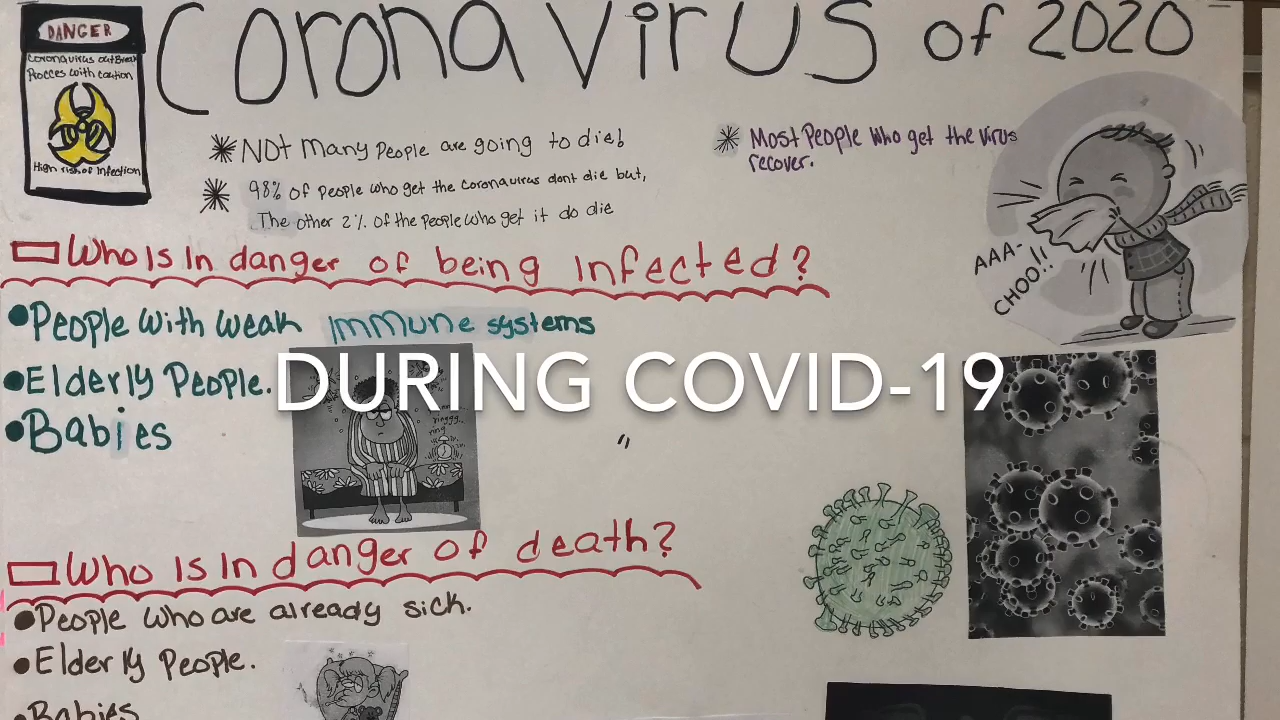 CoronaVirus of 2020
DANGER
Coronavirus outBreak
Procces with caution
High risk of infection
NOT Many People are going to die!
98% of People who get the coronavirus dont die but,
The other 2% of the People who get it do die
Most People who get the virus
recover.
AAA-
CHOO!!
Who Is In danger of being infected?
People With weak immune systems
Elderly People.
Babies
DURING COVID-19
Who Is In danger of death?
People who are already sick.
Elderly People.
Babies